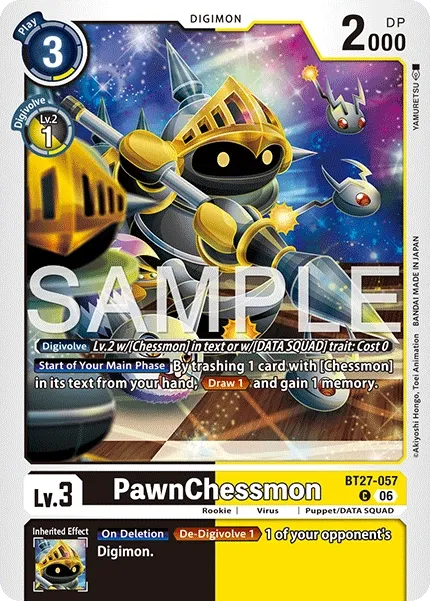 Play
3
DIGIMON
2000
DP
Digivolve
Lv.2
1
YAMURETSU
SAMPLE
Digivolve Lv.2 w/[Chessmon] in text or w/[DATA SQUAD] trait: Cost 0
Start of Your Main Phase By trashing 1 card with [Chessmon]
in its text from your hand, Draw 1 and gain 1 memory.
©Akiyoshi Hongo, Toei Animation BANDAI MADE IN JAPAN
Lv.3
PawnChessmon
BT27-057
C 06
Rookie | Virus | Puppet/DATA SQUAD
Inherited Effect
On Deletion De-Digivolve 1 1 of your opponent's
Digimon.